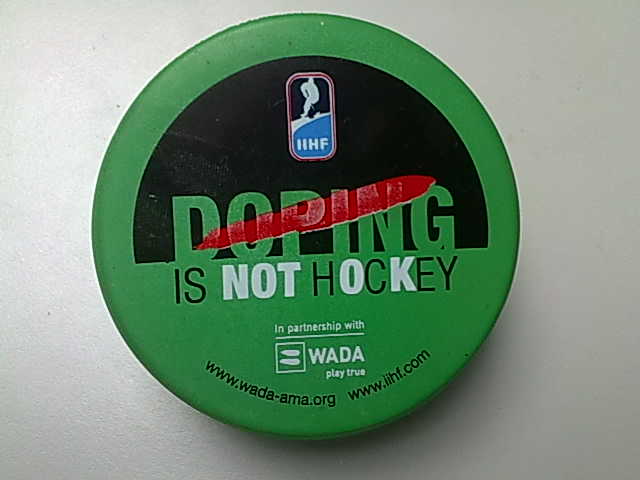 IIHF
DOPING
IS NOT HOCKEY
In partnership with
WADA
play true
www.wada-ama.org www.iihf.com